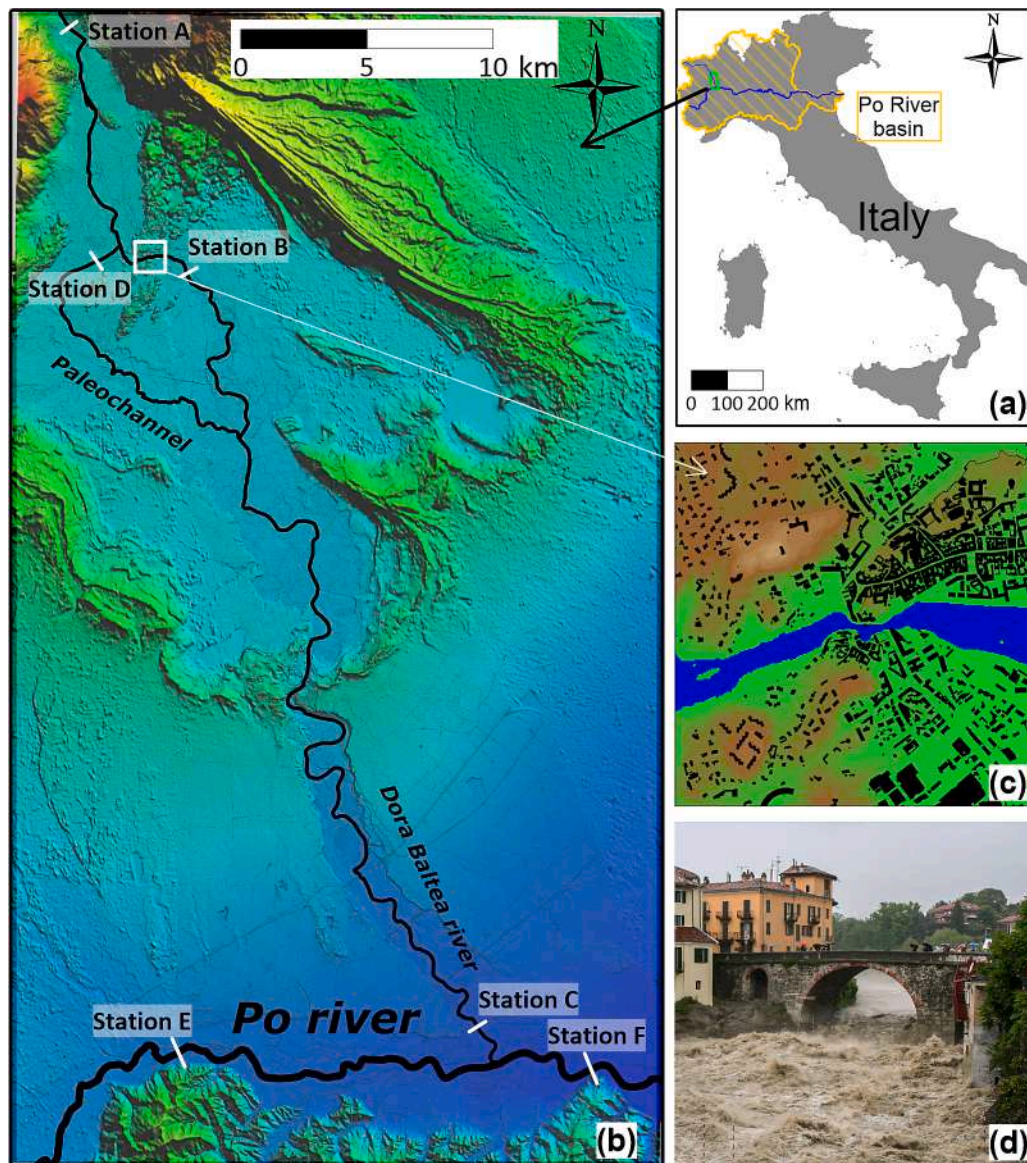 Station A
0
5
10
km
N
Station B
Station D
Paleochannel
Dora Baltea river
Station C
Po river
Station E
Station F
(b)
N
Po River
basin
Italy
0 100 200 km
(a)
(c)
(d)